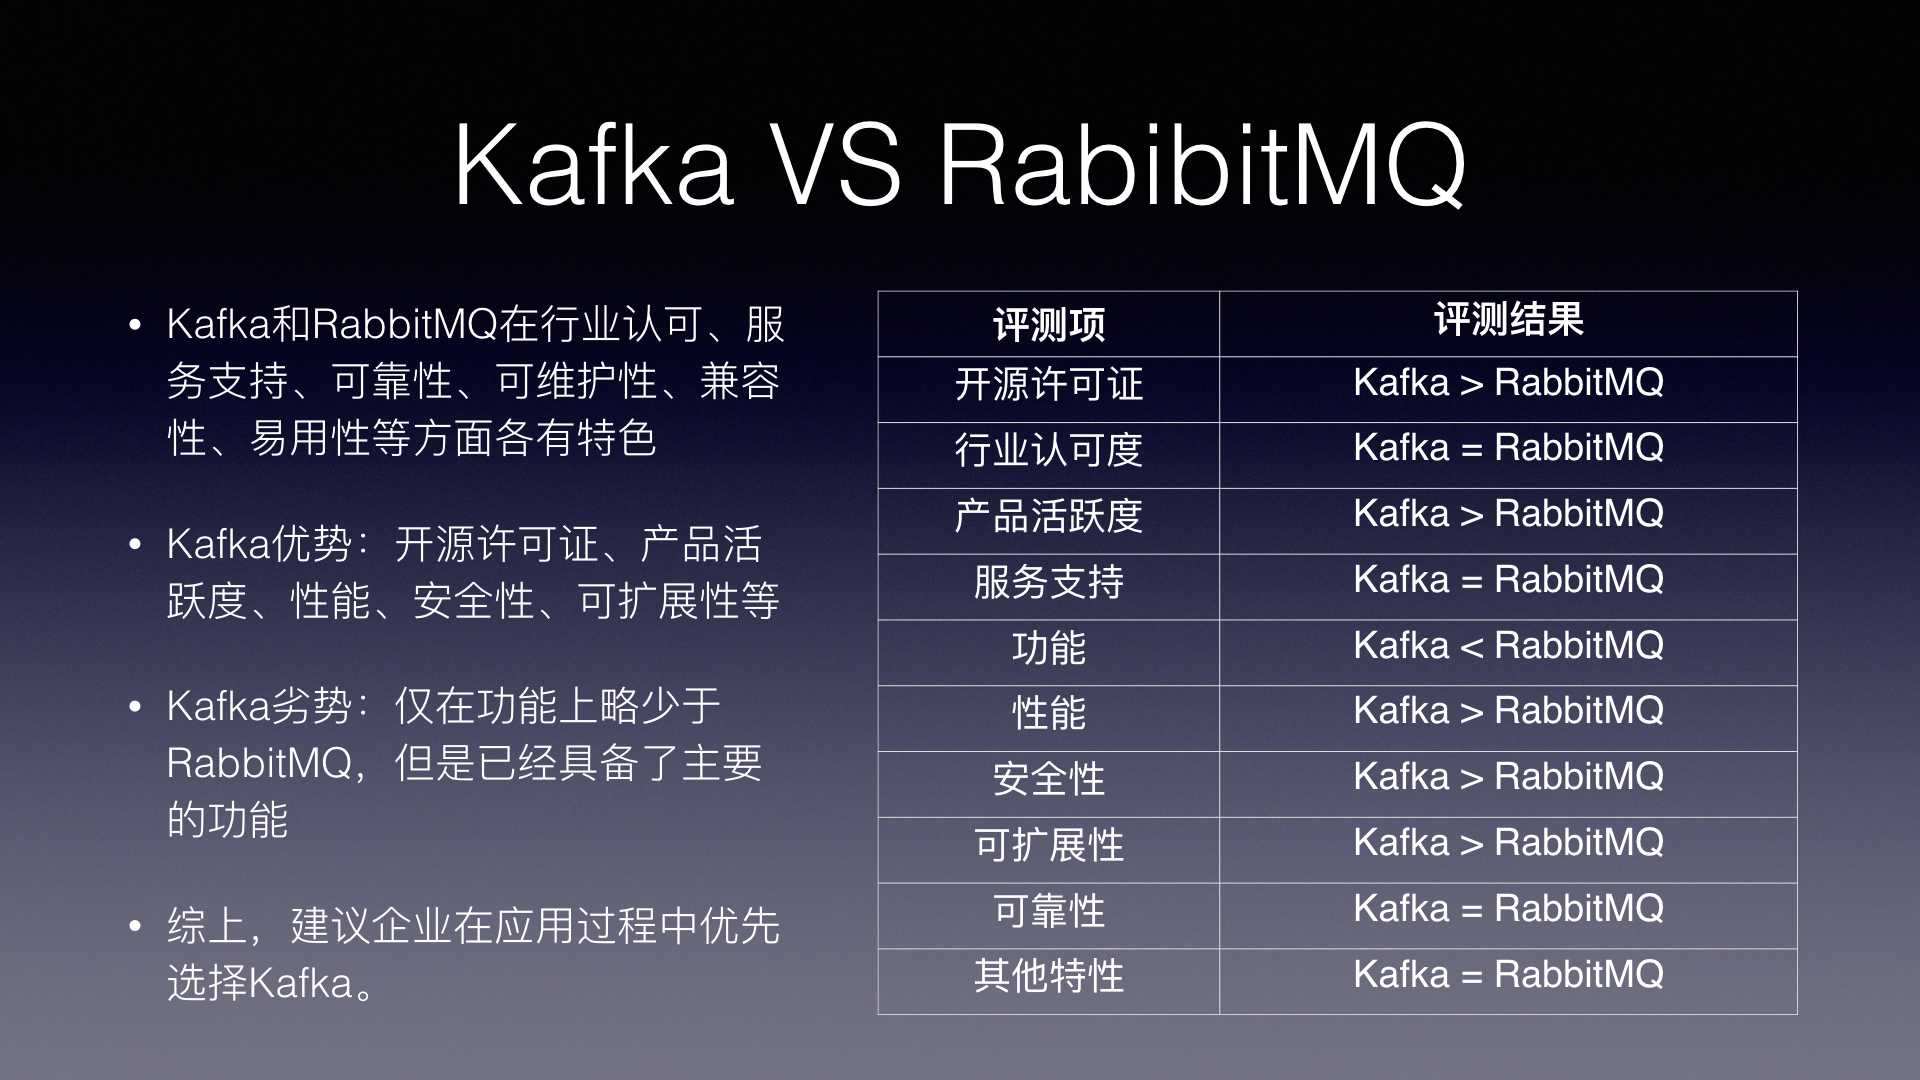 Kafka VS RabibitMQ
• Kafka和RabbitMQ在行业认可、服
务支持、可靠性、可维护性、兼容
性、易用性等方面各有特色
• Kafka优势：开源许可证、产品活
跃度、性能、安全性、可扩展性等
• Kafka劣势：仅在功能上略少于
RabbitMQ，但是已经具备了主要
的功能
• 综上，建议企业在应用过程中优先
选择Kafka。
评测项 评测结果
开源许可证 Kafka > RabbitMQ
行业认可度 Kafka = RabbitMQ
产品活跃度 Kafka > RabbitMQ
服务支持 Kafka = RabbitMQ
功能 Kafka < RabbitMQ
性能 Kafka > RabbitMQ
安全性 Kafka > RabbitMQ
可扩展性 Kafka > RabbitMQ
可靠性 Kafka = RabbitMQ
其他特性 Kafka = RabbitMQ